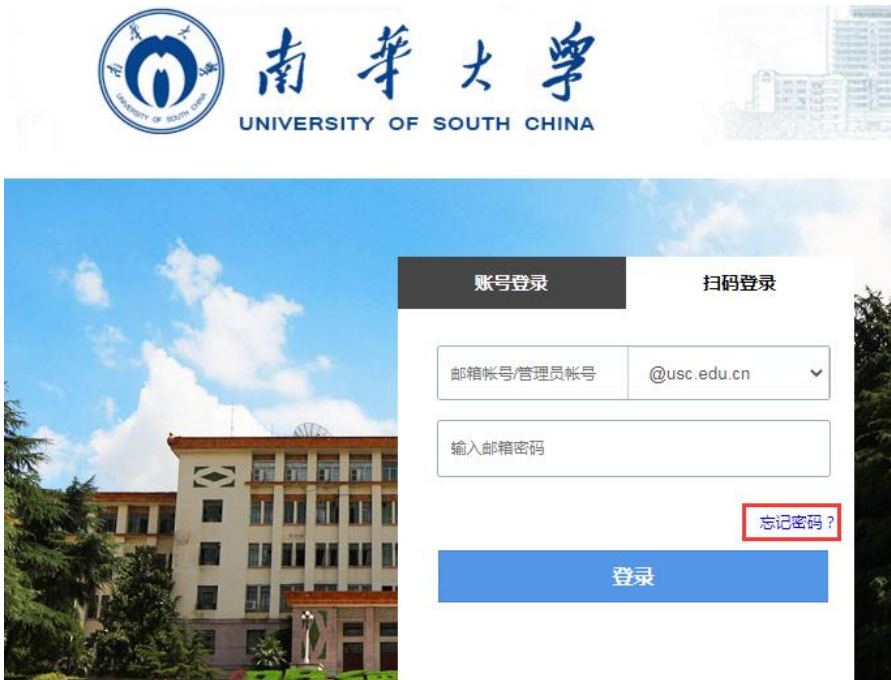 南華大學
UNIVERSITY OF SOUTH CHINA
账号登录 扫码登录
邮箱帐号/管理员帐号 @usc.edu.cn
输入邮箱密码
忘记密码？
登录